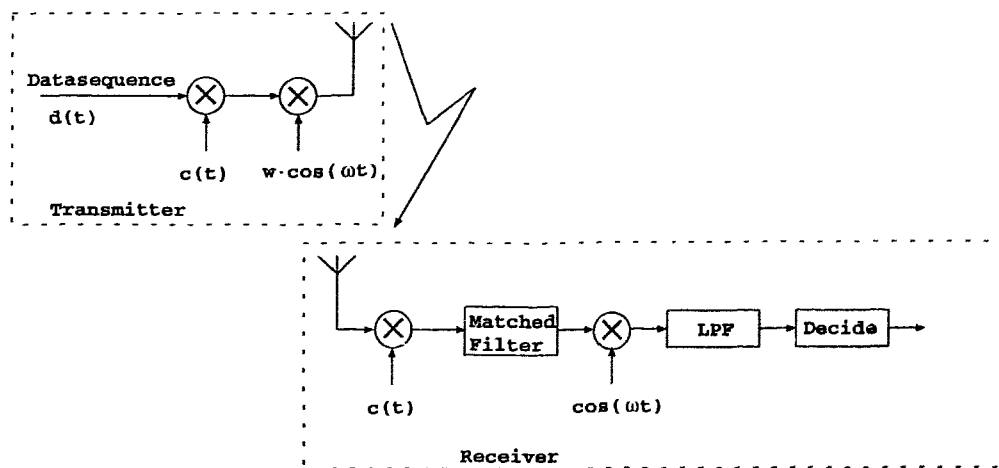 Datasequence
d(t)
c(t)
w·cos(ωt)
Transmitter
Matched
Filter
LPF
Decide
c(t)
cos(ωt)
Receiver